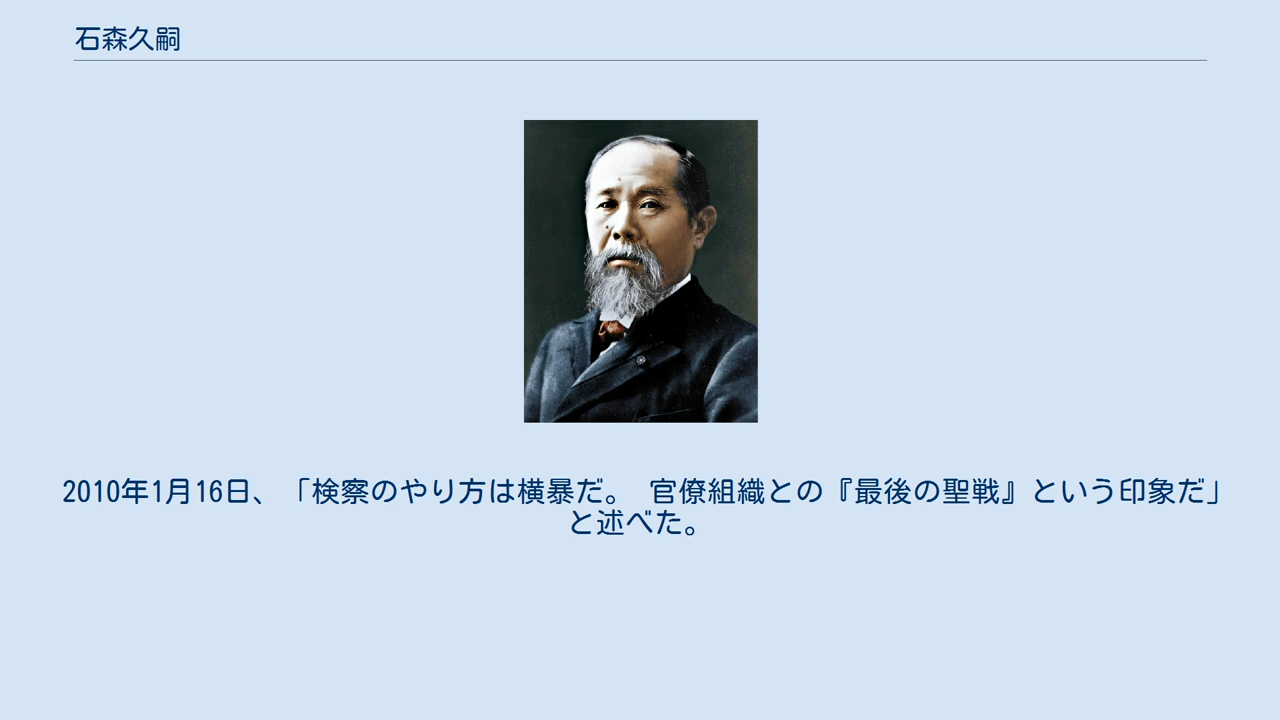 石森久嗣
2010年1月16日、「検察のやり方は横暴だ。 官僚組織との『最後の聖戦』という印象だ」
と述べた。